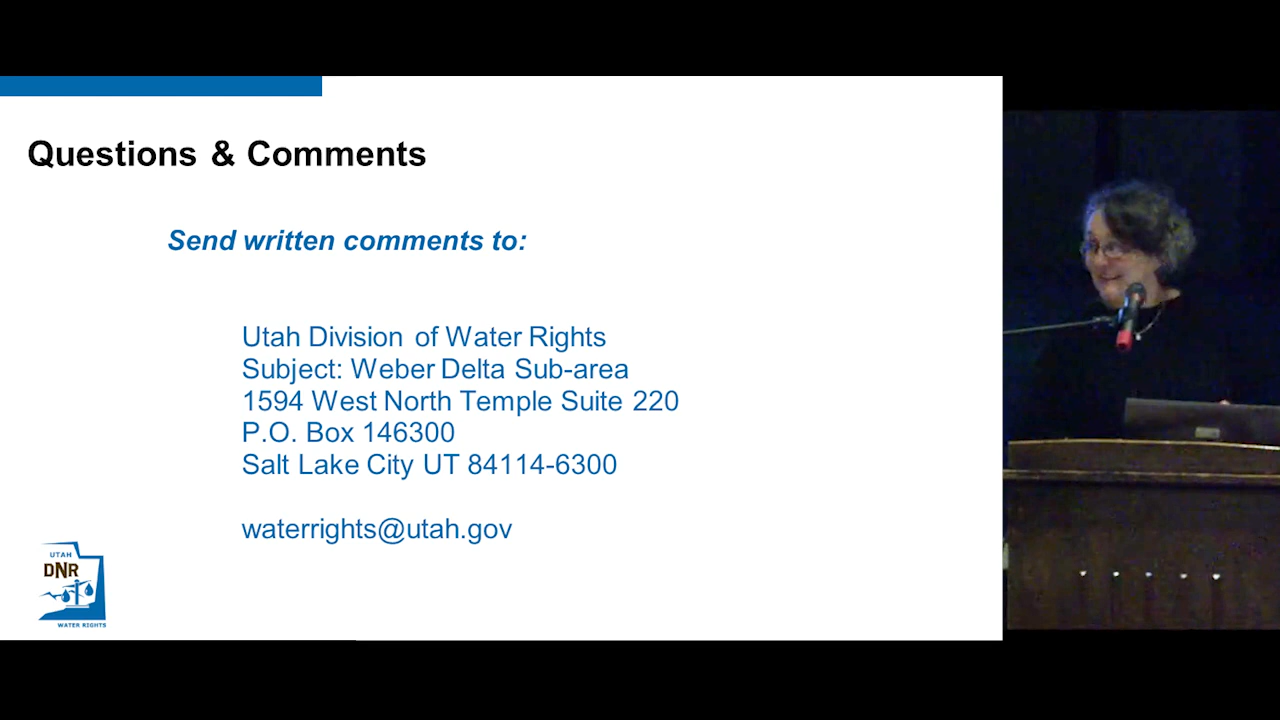 Questions & Comments
Send written comments to:
Utah Division of Water Rights
Subject: Weber Delta Sub-area
1594 West North Temple Suite 220
P.O. Box 146300
Salt Lake City UT 84114-6300
waterrights@utah.gov
UTAH
DNR
WATER RIGHTS